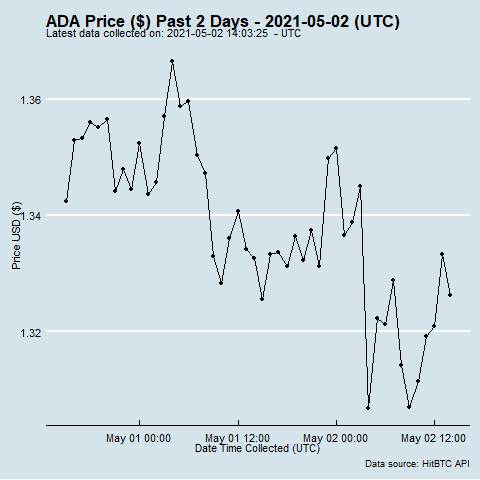 ADA Price ($) Past 2 Days - 2021-05-02 (UTC)
Latest data collected on: 2021-05-02 14:03:25 - UTC
1.36
1.34
1.32
Price USD ($)
May 01 00:00
May 01 12:00
May 02 00:00
May 02 12:00
Date Time Collected (UTC)
Data source: HitBTC API